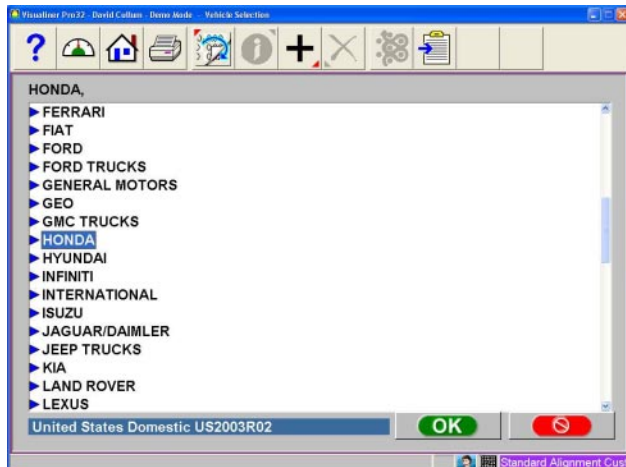 Visualiner Pro32 - David Collum - Demo Mode - Vehicle Selection
?
HONDA,
FERRARI
FIAT
FORD
FORD TRUCKS
GENERAL MOTORS
GEO
GMC TRUCKS
HONDA
HYUNDAI
INFINITI
INTERNATIONAL
ISUZU
JAGUAR/DAIMLER
JEEP TRUCKS
KIA
LAND ROVER
LEXUS
United States Domestic US2003R02
OK
Standard Alignment Cust